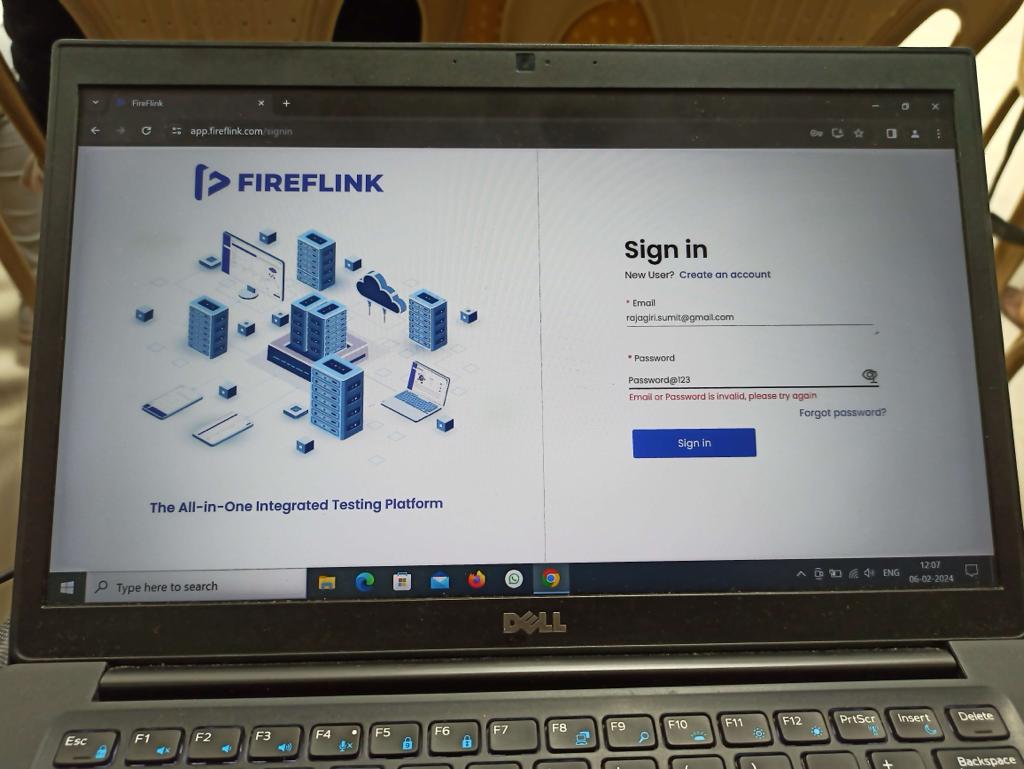 FireFlink
app.fireflink.com/signin
FIREFLINK
The All-in-One Integrated Testing Platform
Sign in
New User? Create an account
* Email
rajagiri.sumit@gmail.com
* Password
Password@123
Email or Password is invalid, please try again
Forgot password?
Sign in
Type here to search
ENG
12:07
06-02-2024
DELL
Esc
F1
F2
F3
F4
F5
F6
F7
F8
F9
F10
F11
F12
PrtScr
Insert
Delete
Backspace